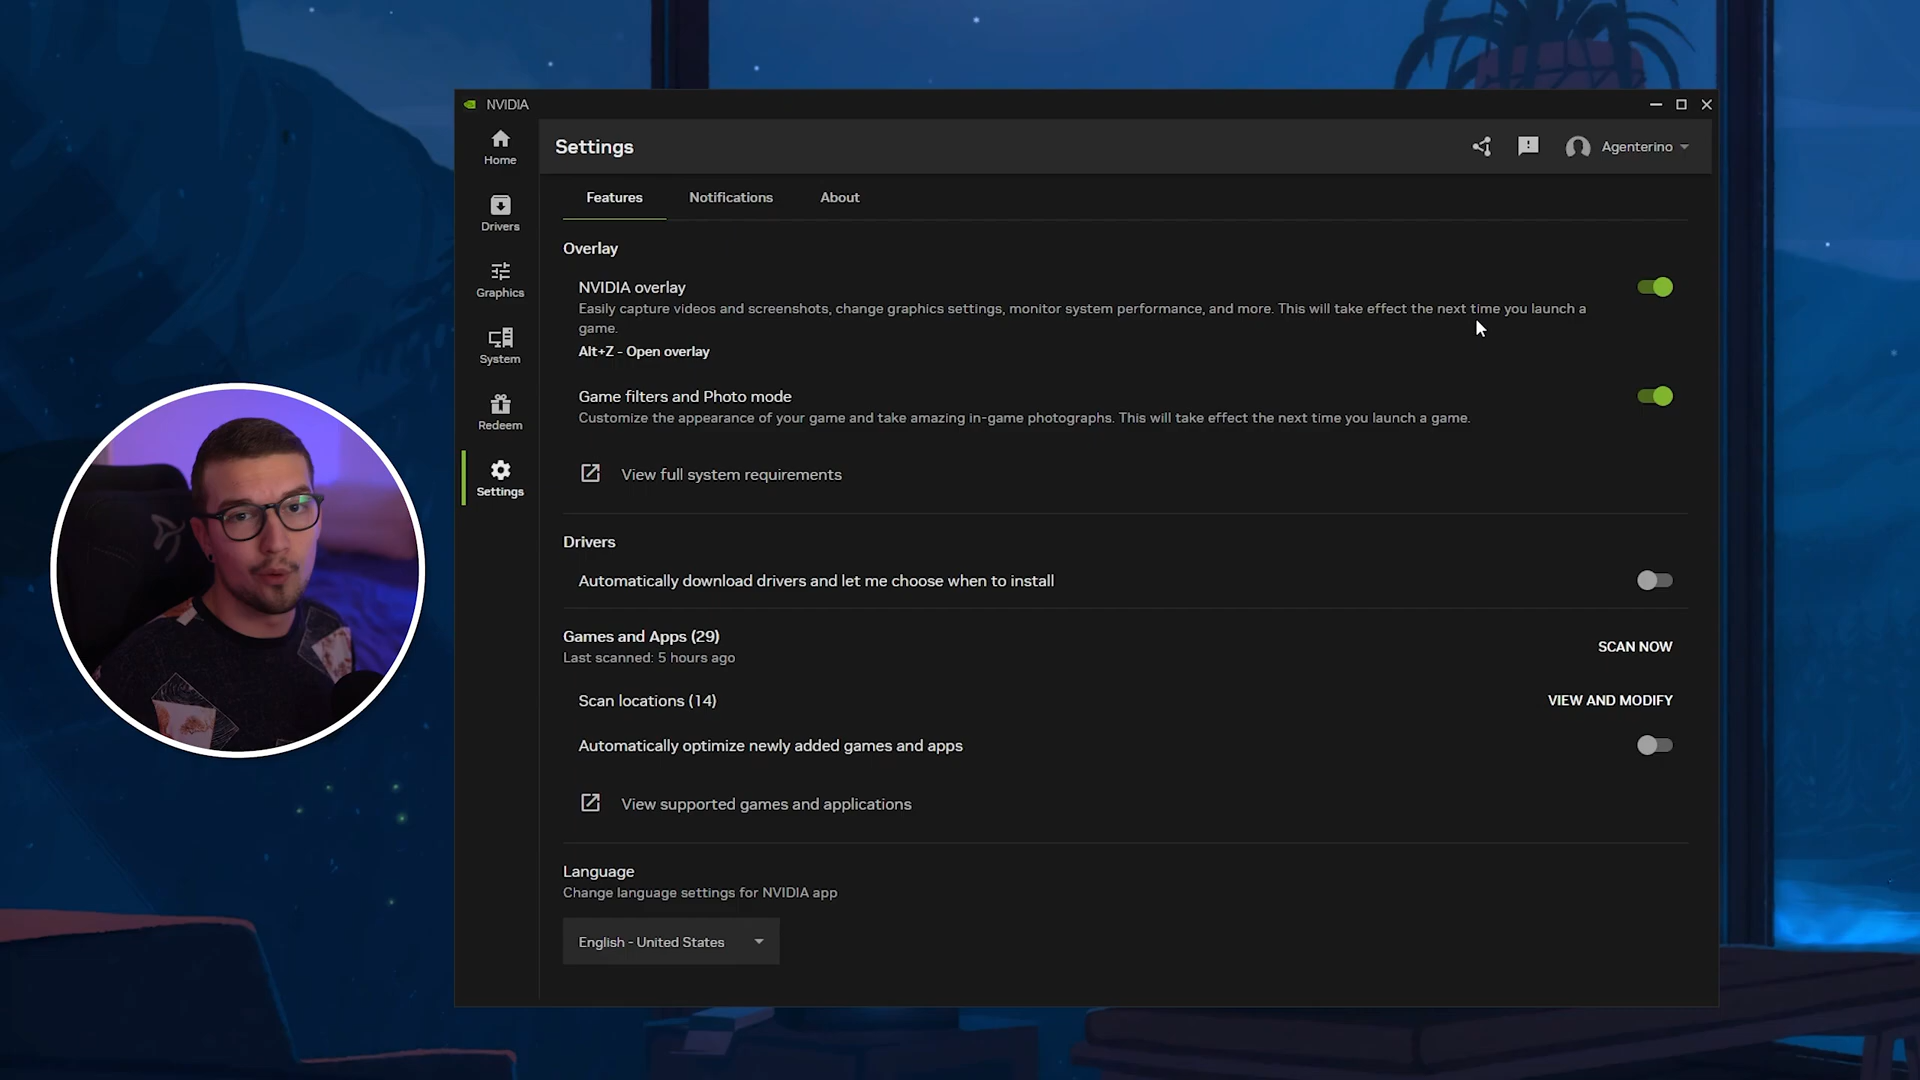 NVIDIA
Home
Drivers
Graphics
System
Redeem
Settings
Settings
Agenterino
Features
Notifications
About
Overlay
NVIDIA overlay
Easily capture videos and screenshots, change graphics settings, monitor system performance, and more. This will take effect the next time you launch a
game.
Alt+Z - Open overlay
Game filters and Photo mode
Customize the appearance of your game and take amazing in-game photographs. This will take effect the next time you launch a game.
View full system requirements
Drivers
Automatically download drivers and let me choose when to install
Games and Apps (29)
Last scanned: 5 hours ago
SCAN NOW
Scan locations (14)
VIEW AND MODIFY
Automatically optimize newly added games and apps
View supported games and applications
Language
Change language settings for NVIDIA app
English - United States